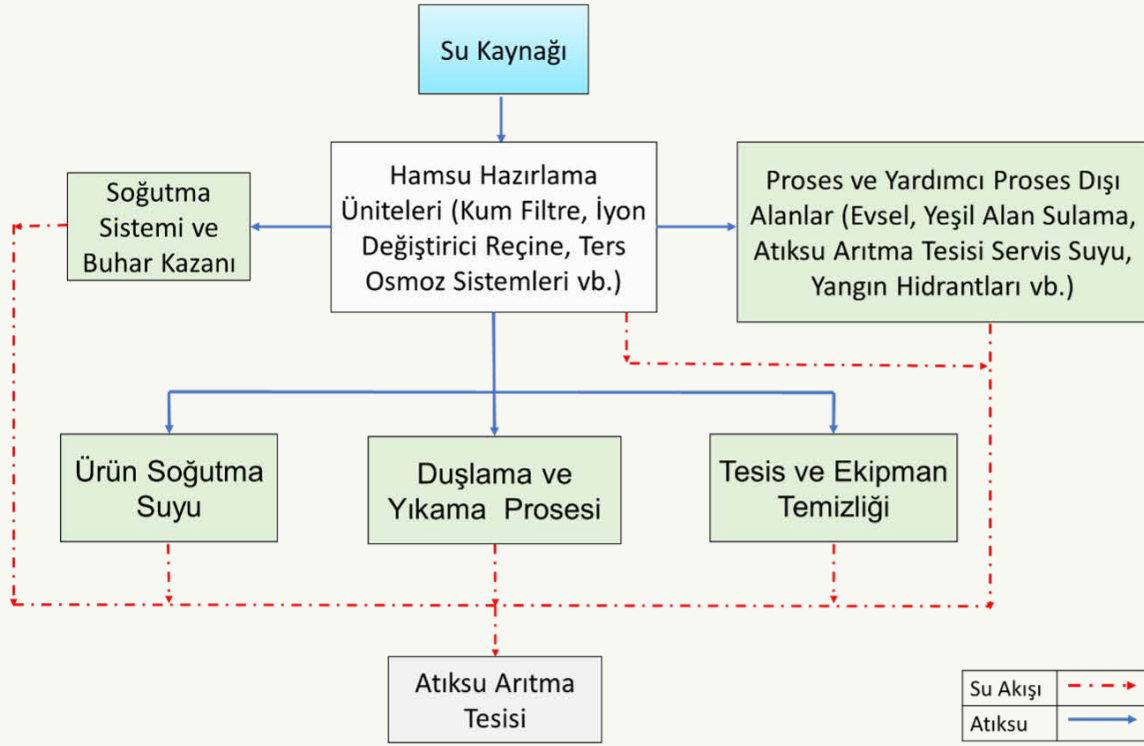 Su Kaynağı
Hamsu Hazırlama
Üniteleri (Kum Filtre, İyon
Değiştirici Reçine, Ters
Osmoz Sistemleri vb.)
Soğutma
Sistemi ve
Buhar Kazanı
Proses ve Yardımcı Proses Dışı
Alanlar (Evsel, Yeşil Alan Sulama,
Atıksu Arıtma Tesisi Servis Suyu,
Yangın Hidrantları vb.)
Ürün Soğutma
Suyu
Duşlama ve
Yıkama Prosesi
Tesis ve Ekipman
Temizliği
Atıksu Arıtma
Tesisi
Su Akışı
Atıksu